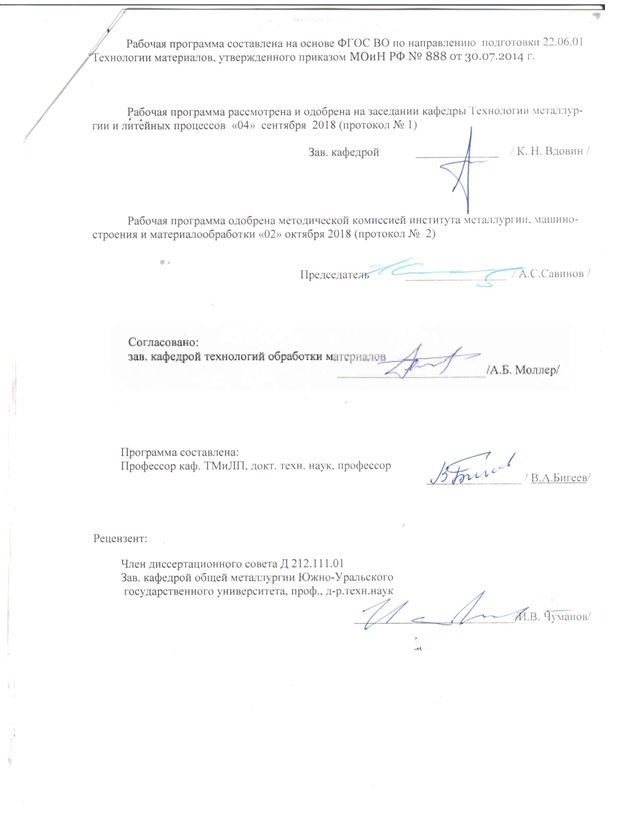 Рабочая программа составлена на основе ФГОС ВО по направлению подготовки 22.06.01
Технологии материалов, утвержденного приказом МОиН РФ № 888 от 30.07.2014 г.
Рабочая программа рассмотрена и одобрена на заседании кафедры Технологии металлур-
гии и литейных процессов «04» сентября 2018 (протокол № 1)
Зав. кафедрой / К. Н. Вдовин /
Рабочая программа одобрена методической комиссией института металлургии, машино-
строения и материалообработки «02» октября 2018 (протокол № 2)
Председатель / А.С.Савинов /
Согласовано:
зав. кафедрой технологий обработки материалов
/А.Б. Моллер/
Программа составлена:
Профессор каф. ТМиЛП, докт. техн. наук, профессор
/ В.А.Бигеев/
Рецензент:
Член диссертационного совета Д 212.111.01
Зав. кафедрой общей металлургии Южно-Уральского
государственного университета, проф., д-р.техн.наук
/И.В. Чуманов/